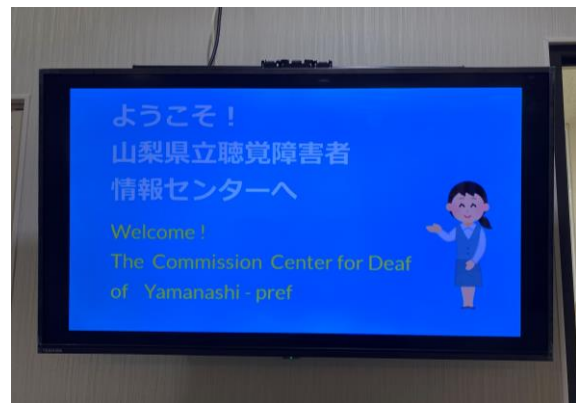 ようこそ！
山梨県立聴覚障害者
情報センターへ
Welcome !
The Commission Center for Deaf
of Yamanashi - pref
TOSHIBA